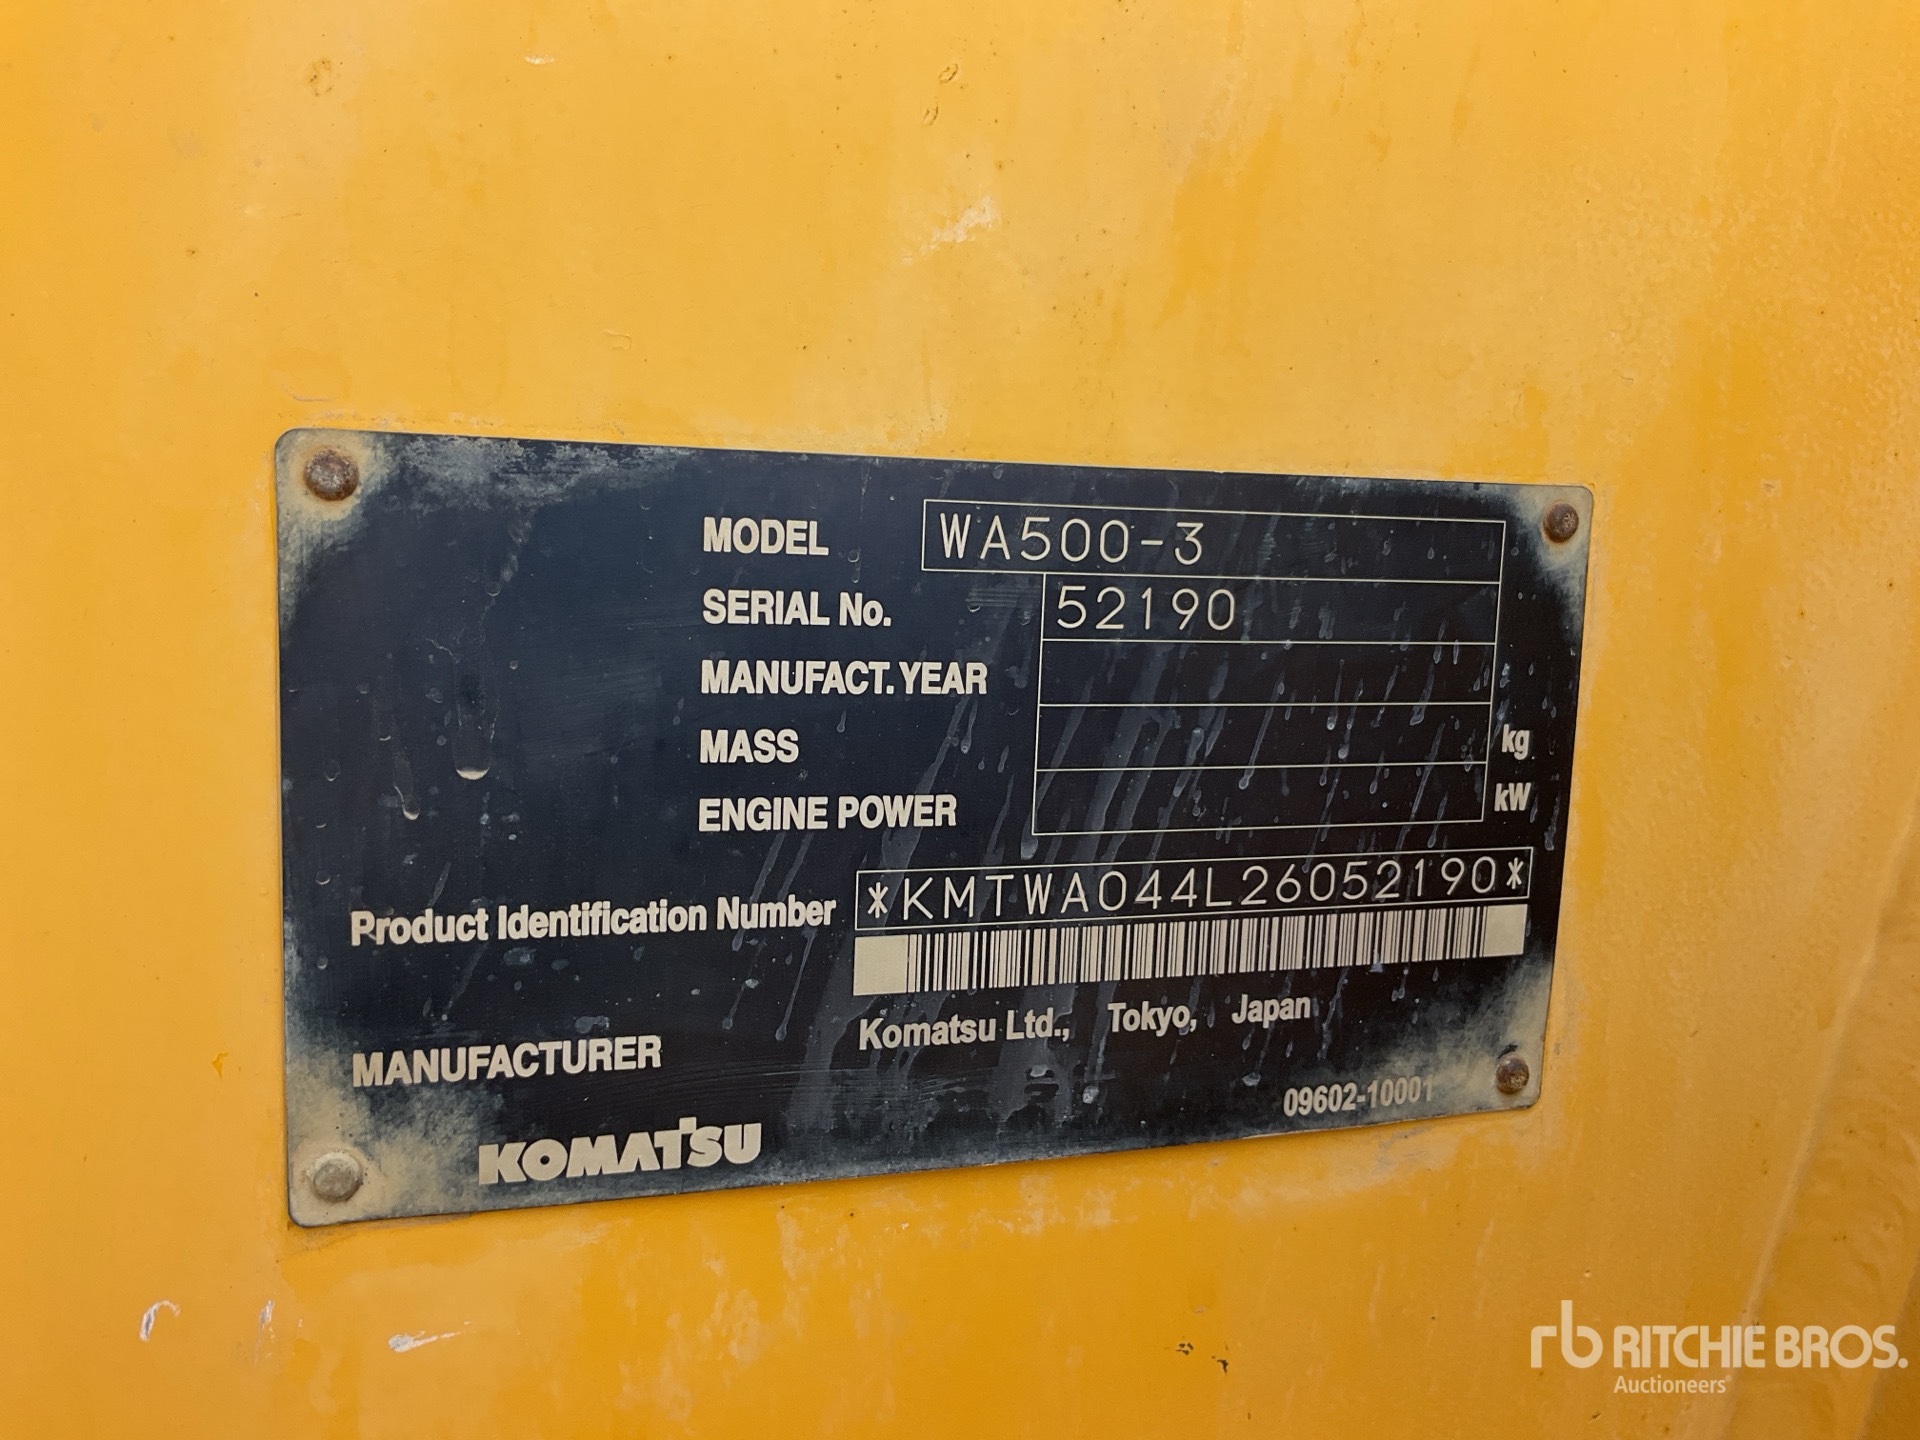 MODEL WA500-3
SERIAL No. 52190
MANUFACT. YEAR
MASS kg
ENGINE POWER kW
Product Identification Number *KMTWA044L26052190*
MANUFACTURER Komatsu Ltd., Tokyo, Japan
KOMATSU 09602-10001
rb RITCHIE BROS.
Auctioneers